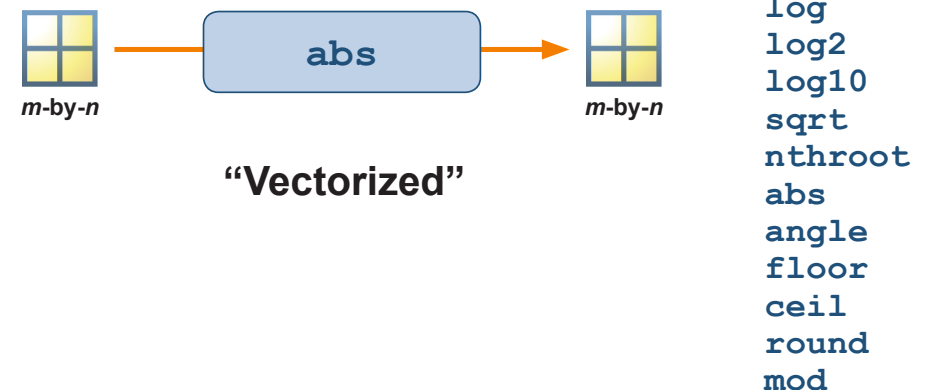 abs
m-by-n
m-by-n
“Vectorized”
log
log2
log10
sqrt
nthroot
abs
angle
floor
ceil
round
mod